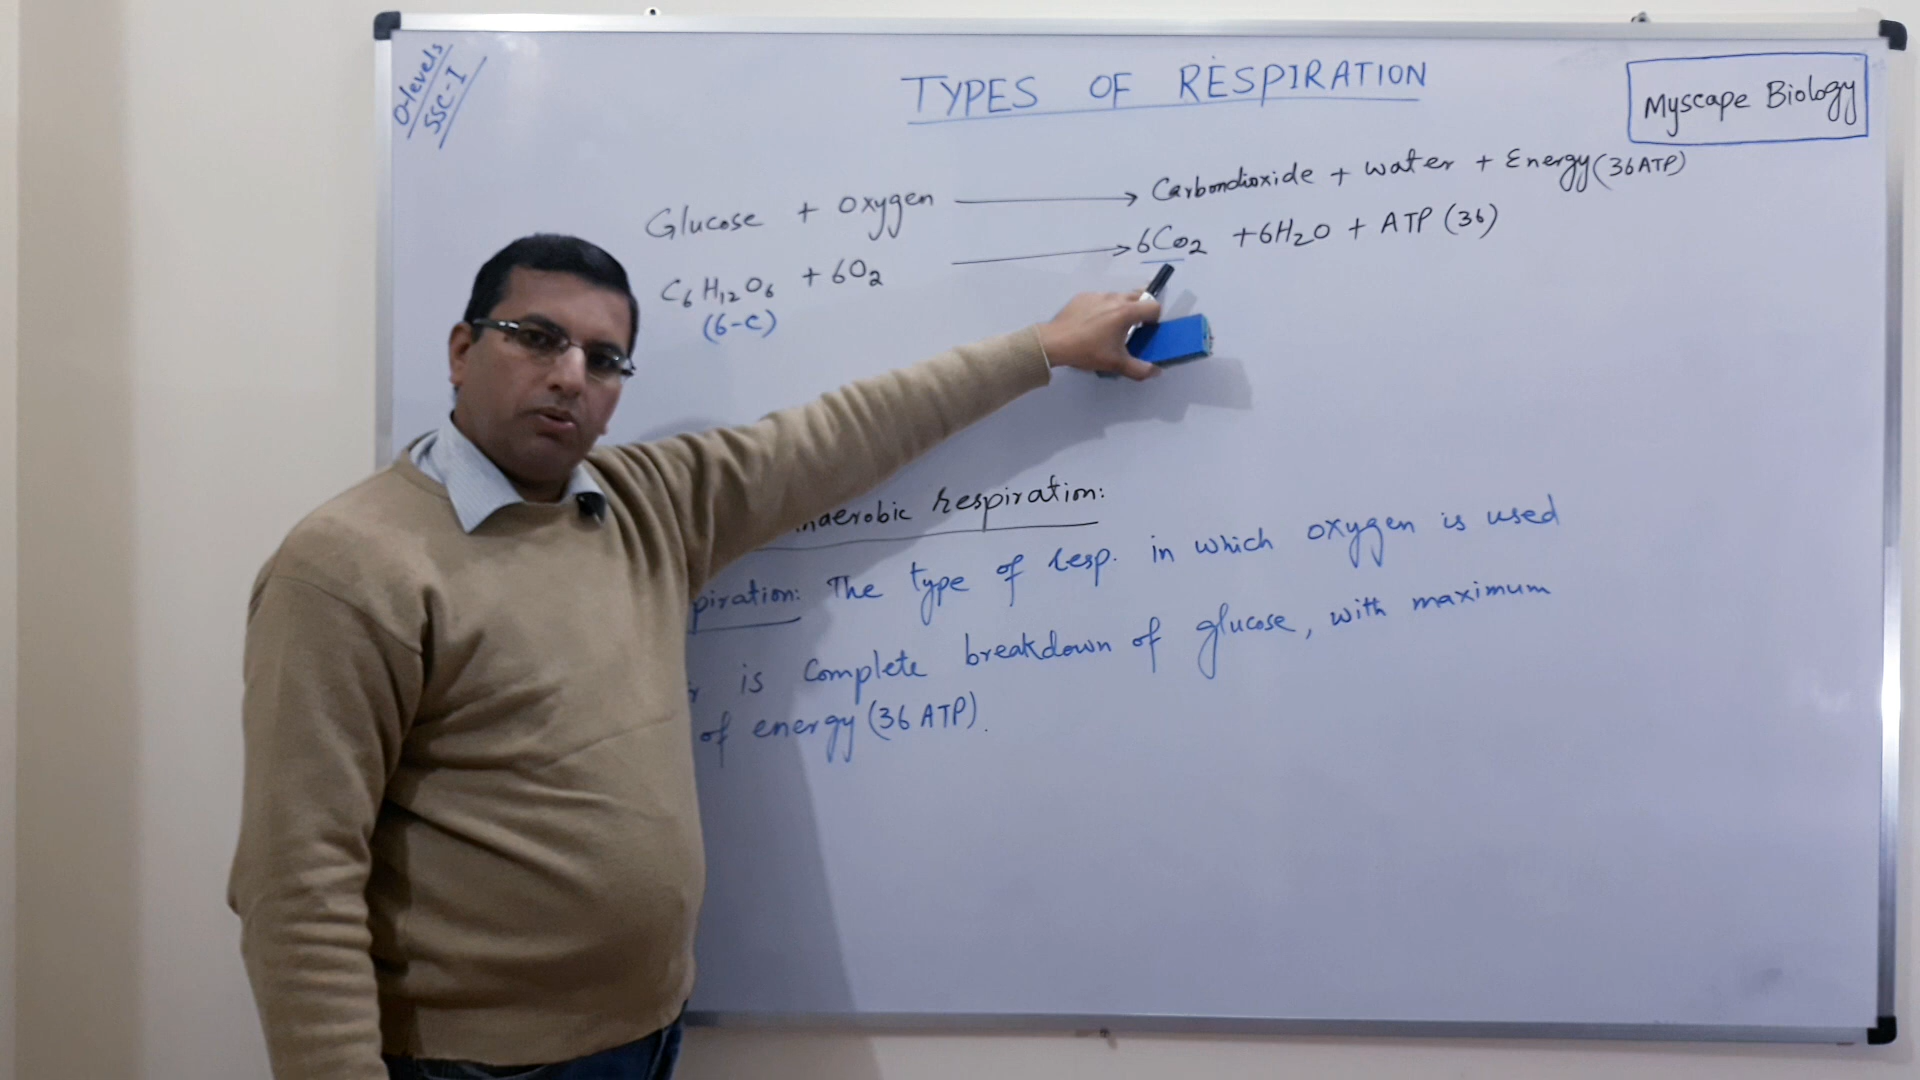 O-levels
SSC-I
TYPES OF RESPIRATION
Myscape Biology
Glucose + Oxygen ⟶ Carbondioxide + water + Energy (36ATP)
C₆H₁₂O₆ + 6O₂ ⟶ 6CO₂ + 6H₂O + ATP (36)
(6-C)
naerobic respiration:
piration: The type of resp. in which oxygen is used
r is complete breakdown of glucose, with maximum
of energy (36 ATP).